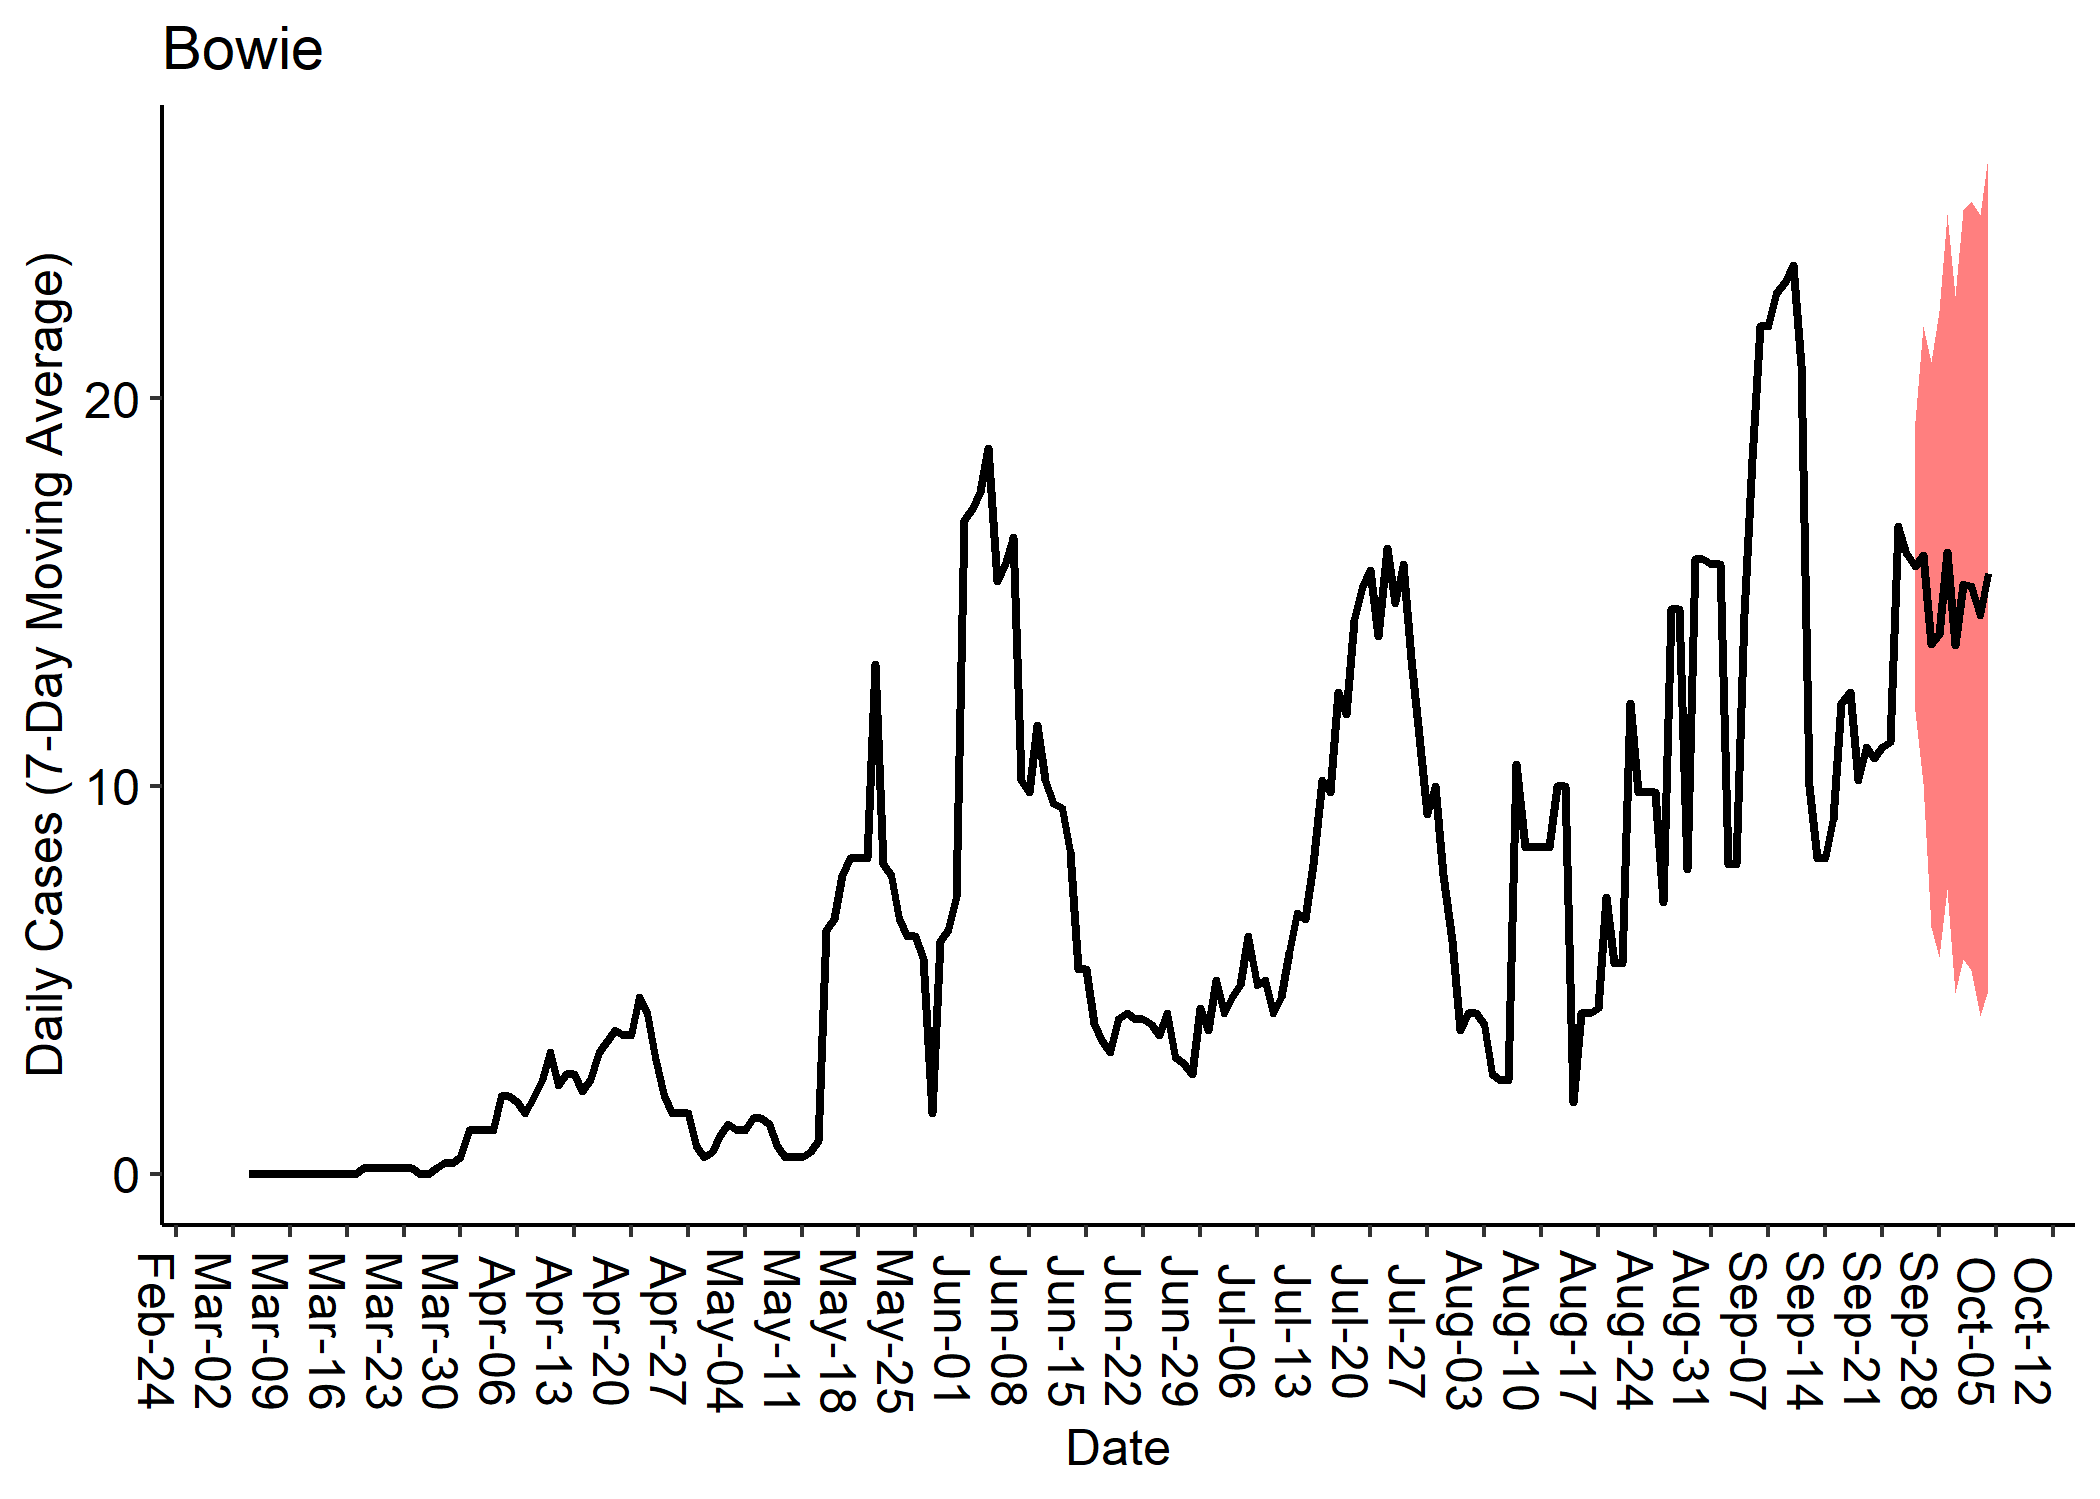 Bowie
Daily Cases (7-Day Moving Average)
20
10
0
Feb-24
Mar-02
Mar-09
Mar-16
Mar-23
Mar-30
Apr-06
Apr-13
Apr-20
Apr-27
May-04
May-11
May-18
May-25
Jun-01
Jun-08
Jun-15
Jun-22
Jun-29
Jul-06
Jul-13
Jul-20
Jul-27
Aug-03
Aug-10
Aug-17
Aug-24
Aug-31
Sep-07
Sep-14
Sep-21
Sep-28
Oct-05
Oct-12
Date